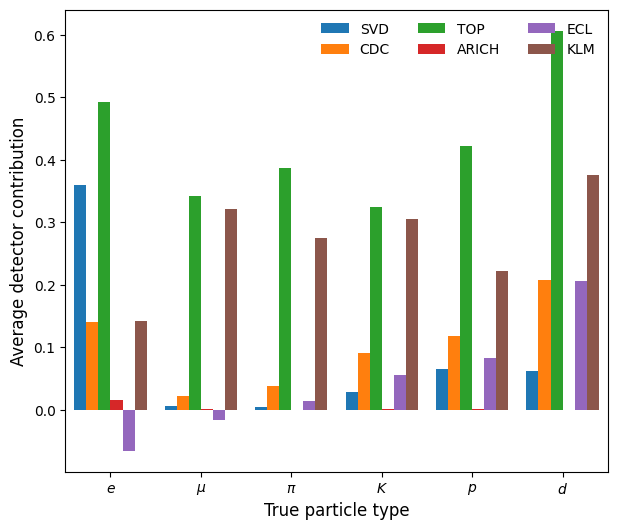 SVD TOP ECL
CDC ARICH KLM
0.6
0.5
0.4
0.3
0.2
0.1
0.0
Average detector contribution
e μ π K p d
True particle type